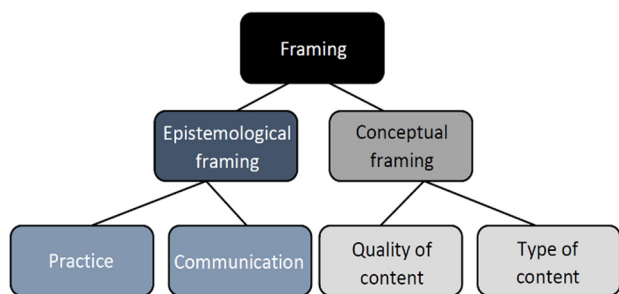 Framing
Epistemological
framing
Conceptual
framing
Practice
Communication
Quality of
content
Type of
content